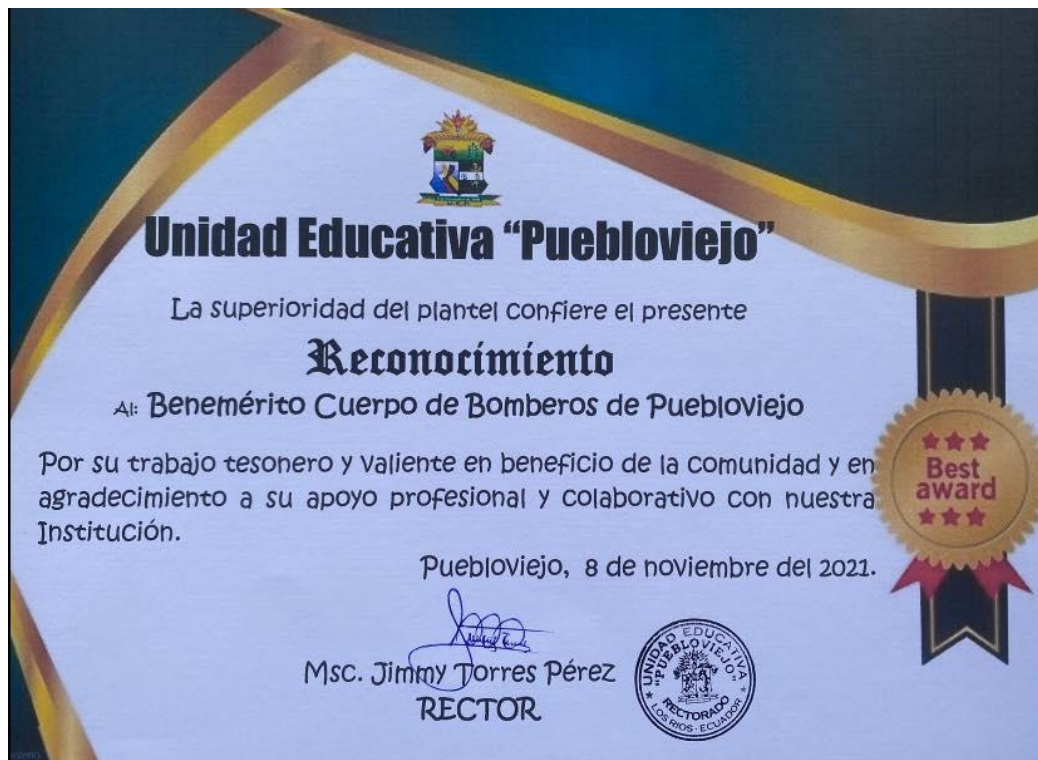 Unidad Educativa “Puebloviejo”
La superioridad del plantel confiere el presente
Reconocimiento
Al: Benemérito Cuerpo de Bomberos de Puebloviejo
Por su trabajo tesonero y valiente en beneficio de la comunidad y en
agradecimiento a su apoyo profesional y colaborativo con nuestra
Institución.
Best
award
Puebloviejo, 8 de noviembre del 2021.
Msc. Jimmy Torres Pérez
RECTOR
UNIDAD EDUCATIVA
"PUEBLOVIEJO"
RECTORADO
LOS RIOS - ECUADOR